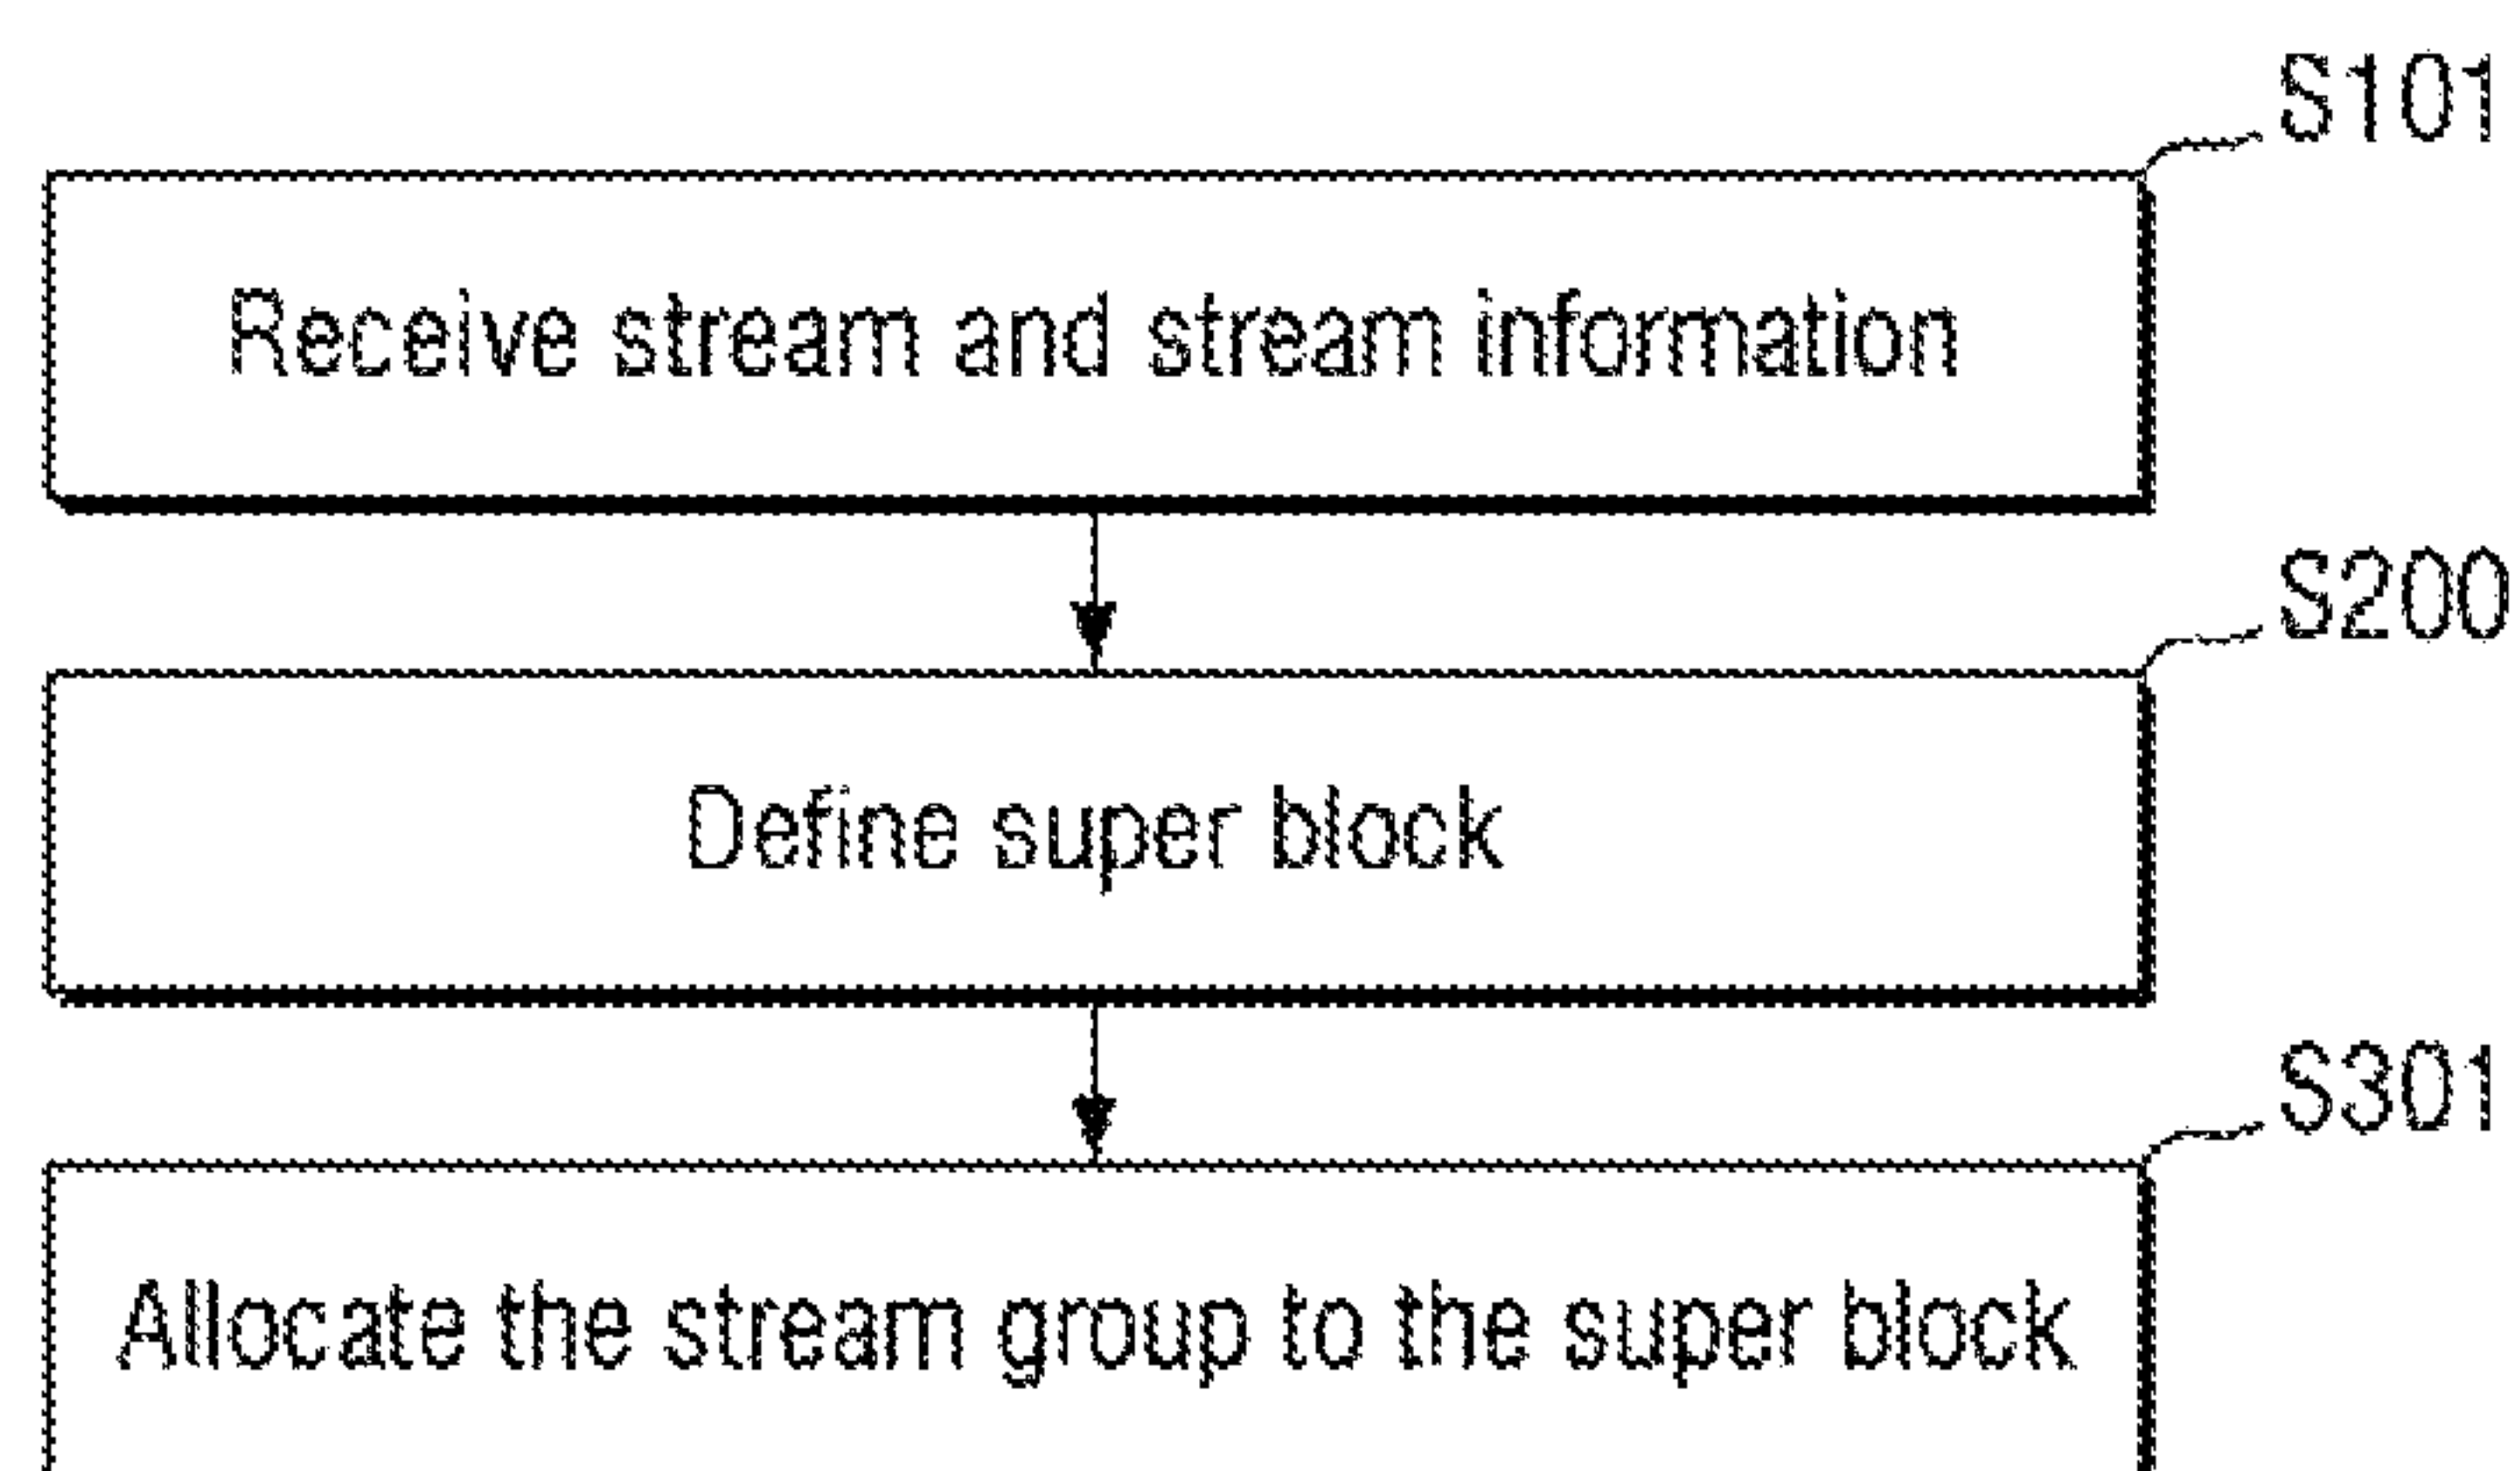 S101
Receive stream and stream information
S200
Define super block
S301
Allocate the stream group to the super block